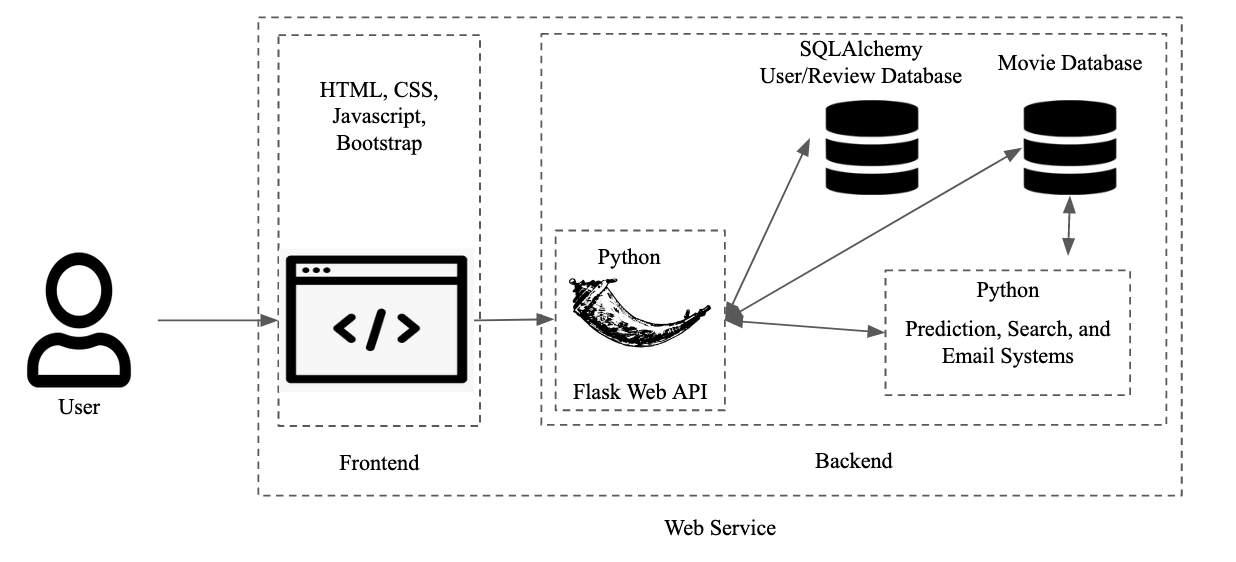 HTML, CSS,
Javascript,
Bootstrap
SQLAlchemy
User/Review Database
Movie Database
Python
Flask Web API
Python
Prediction, Search, and
Email Systems
User
Frontend
Backend
Web Service